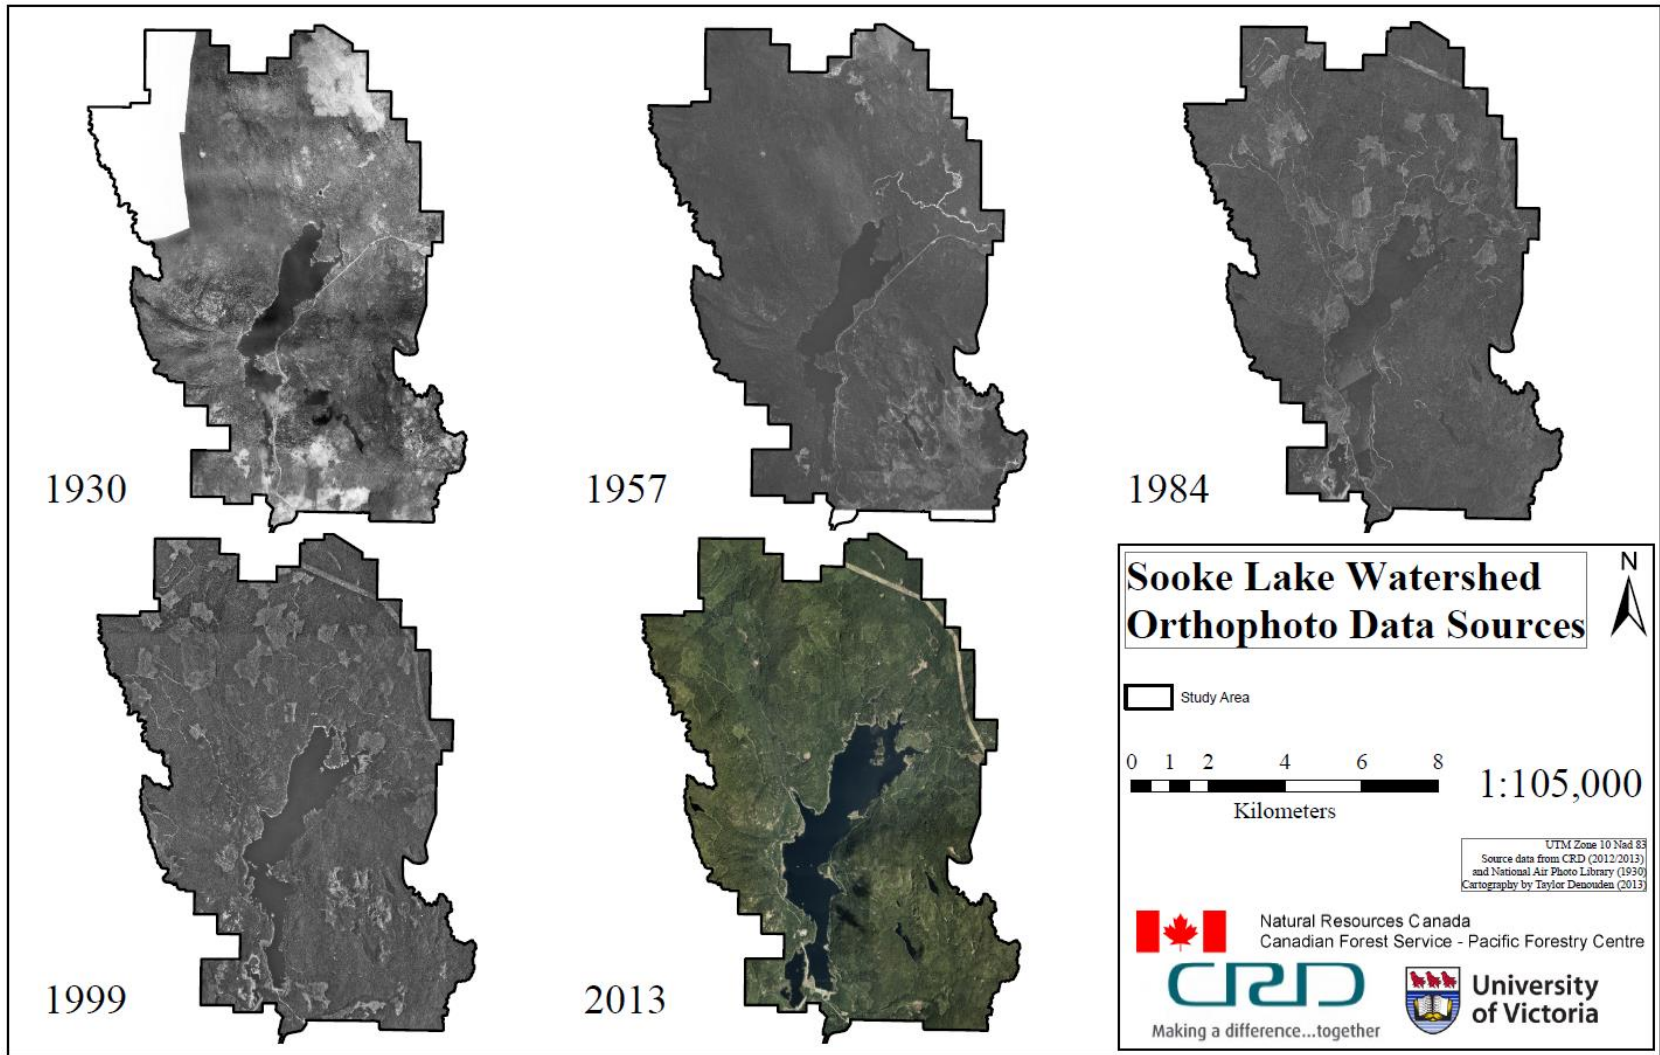 1930
1957
1984
1999
2013
Sooke Lake Watershed
Orthophoto Data Sources
N
Study Area
0 1 2 4 6 8
Kilometers
1:105,000
UTM Zone 10 Nad 83
Source data from CRD (2012/2013)
and National Air Photo Library (1930)
Cartography by Taylor Denouden (2013)
Natural Resources Canada
Canadian Forest Service - Pacific Forestry Centre
CRD
Making a difference...together
University
of Victoria